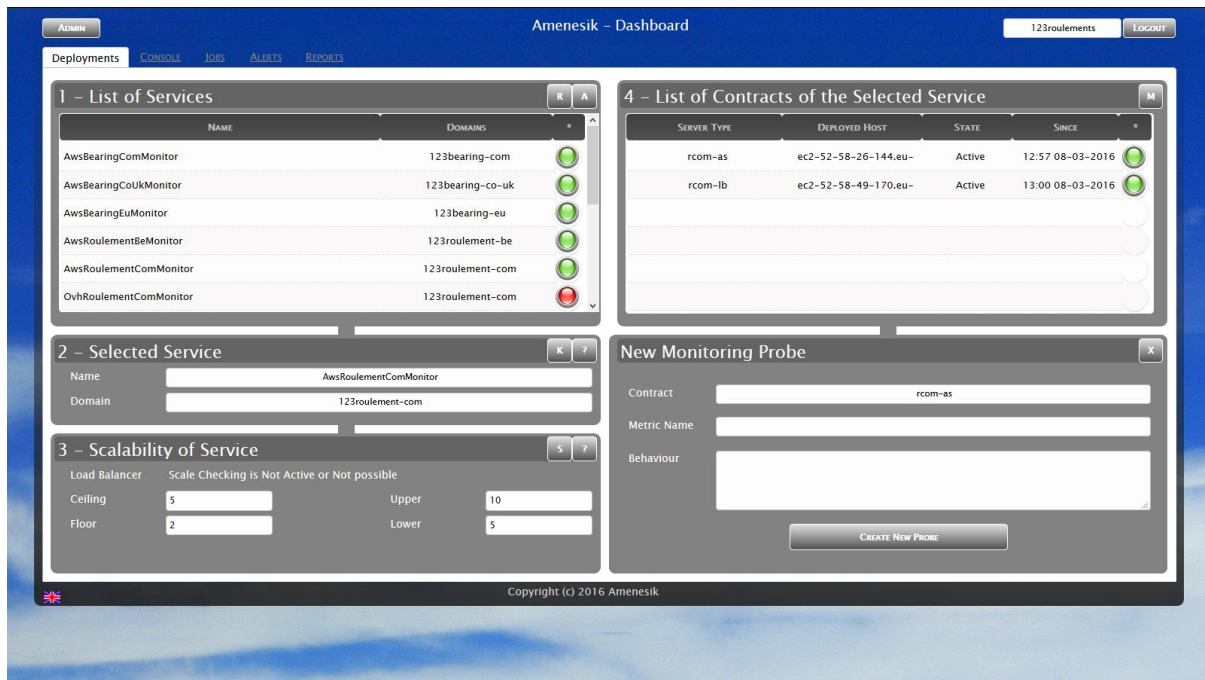 Admin
Amenesik – Dashboard
123roulements
Logout
Deployments Console Jobs Alerts Reports
1 – List of Services
R A
Name Domains *
AwsBearingComMonitor 123bearing-com
AwsBearingCoUkMonitor 123bearing-co-uk
AwsBearingEuMonitor 123bearing-eu
AwsRoulementBeMonitor 123roulement-be
AwsRoulementComMonitor 123roulement-com
OvhRoulementComMonitor 123roulement-com
2 – Selected Service
K ?
Name AwsRoulementComMonitor
Domain 123roulement-com
3 – Scalability of Service
S ?
Load Balancer Scale Checking is Not Active or Not possible
Ceiling 5 Upper 10
Floor 2 Lower 5
4 – List of Contracts of the Selected Service
M
Server Type Deployed Host State Since *
rcom-as ec2-52-58-26-144.eu- Active 12:57 08-03-2016
rcom-lb ec2-52-58-49-170.eu- Active 13:00 08-03-2016
New Monitoring Probe
X
Contract rcom-as
Metric Name
Behaviour
Create New Probe
Copyright (c) 2016 Amenesik